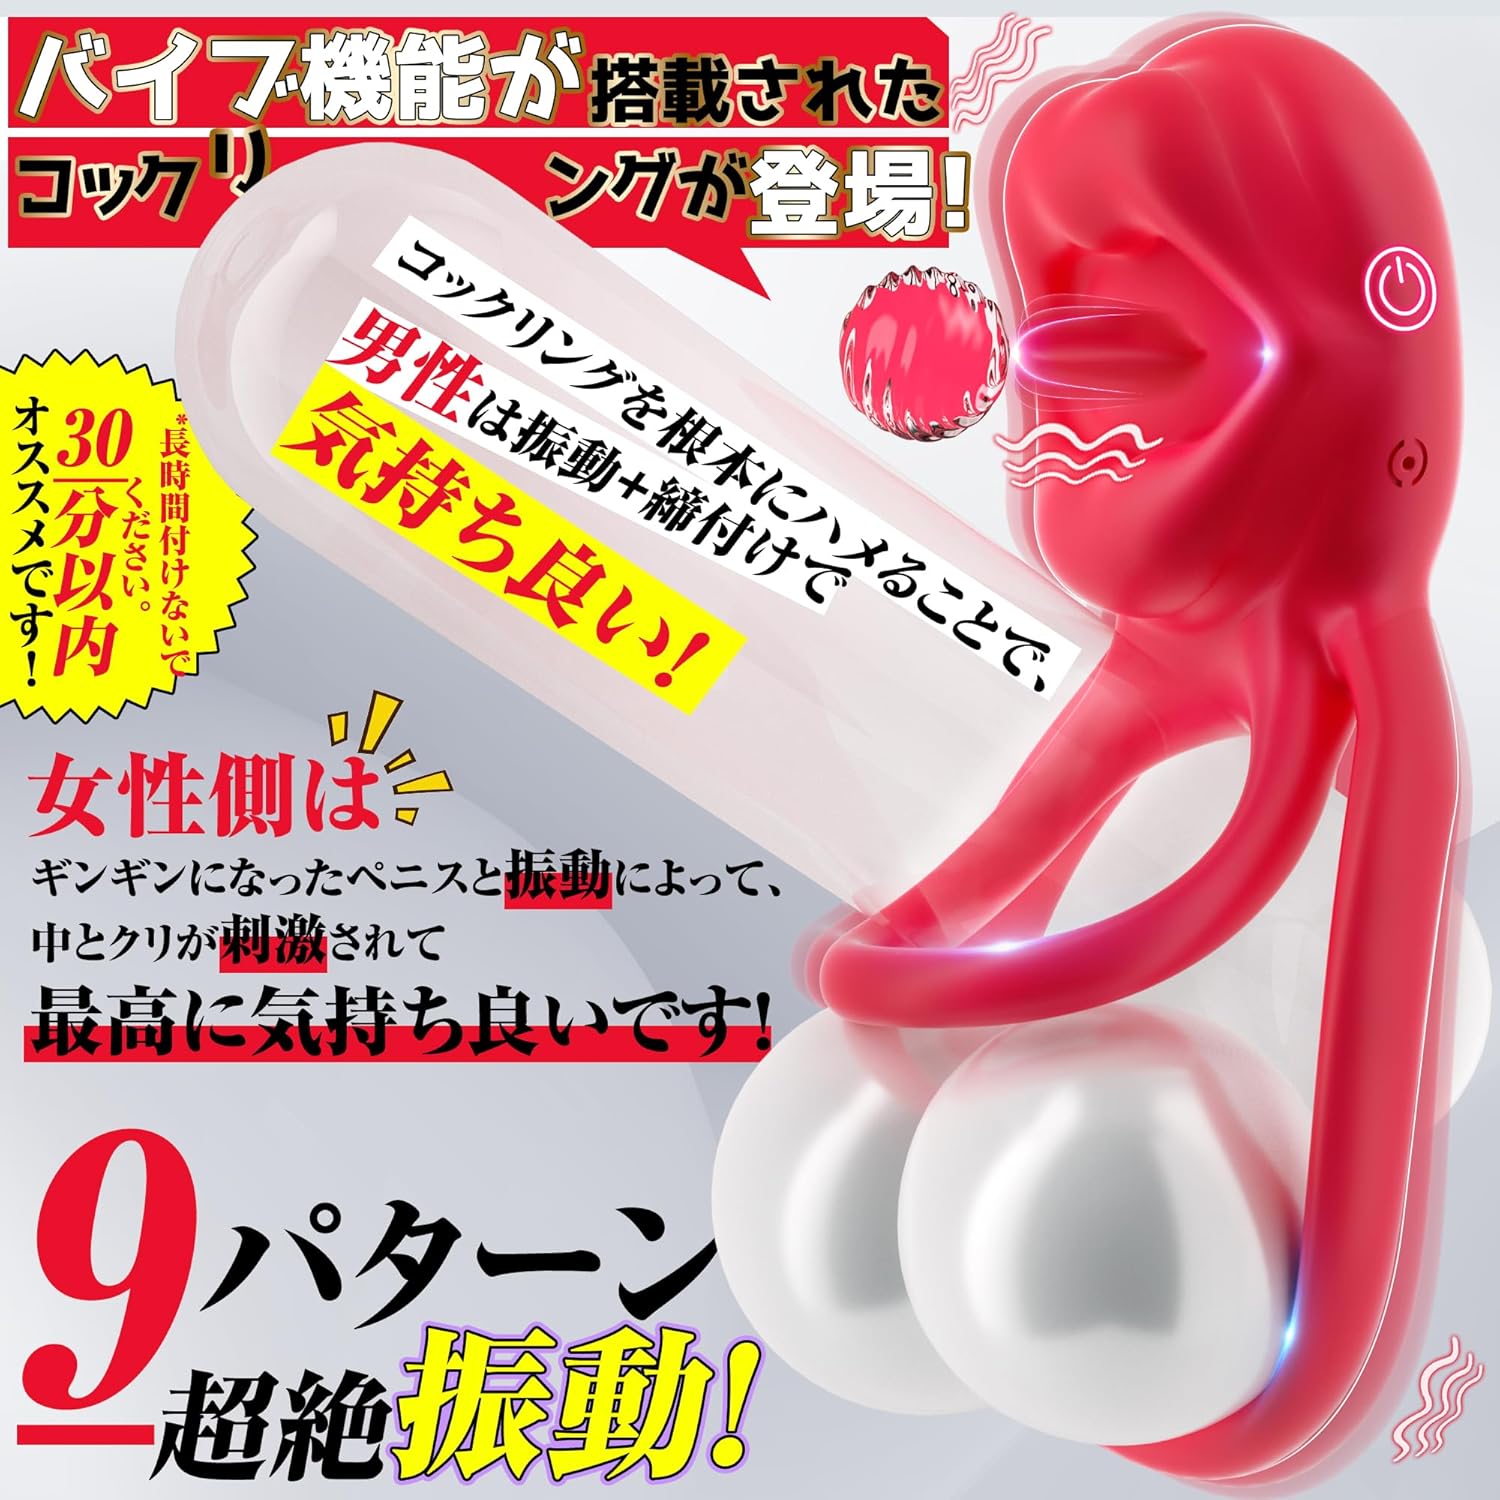 バイブ機能が搭載された
コックリングが登場!
コックリングを根本にハメることで、
男性は振動+締付けで
気持ち良い!
*長時間付けないで
ください。
30分以内
オススメです!
女性側は
ギンギンになったペニスと振動によって、
中とクリが刺激されて
最高に気持ち良いです!
9パターン
超絶振動!